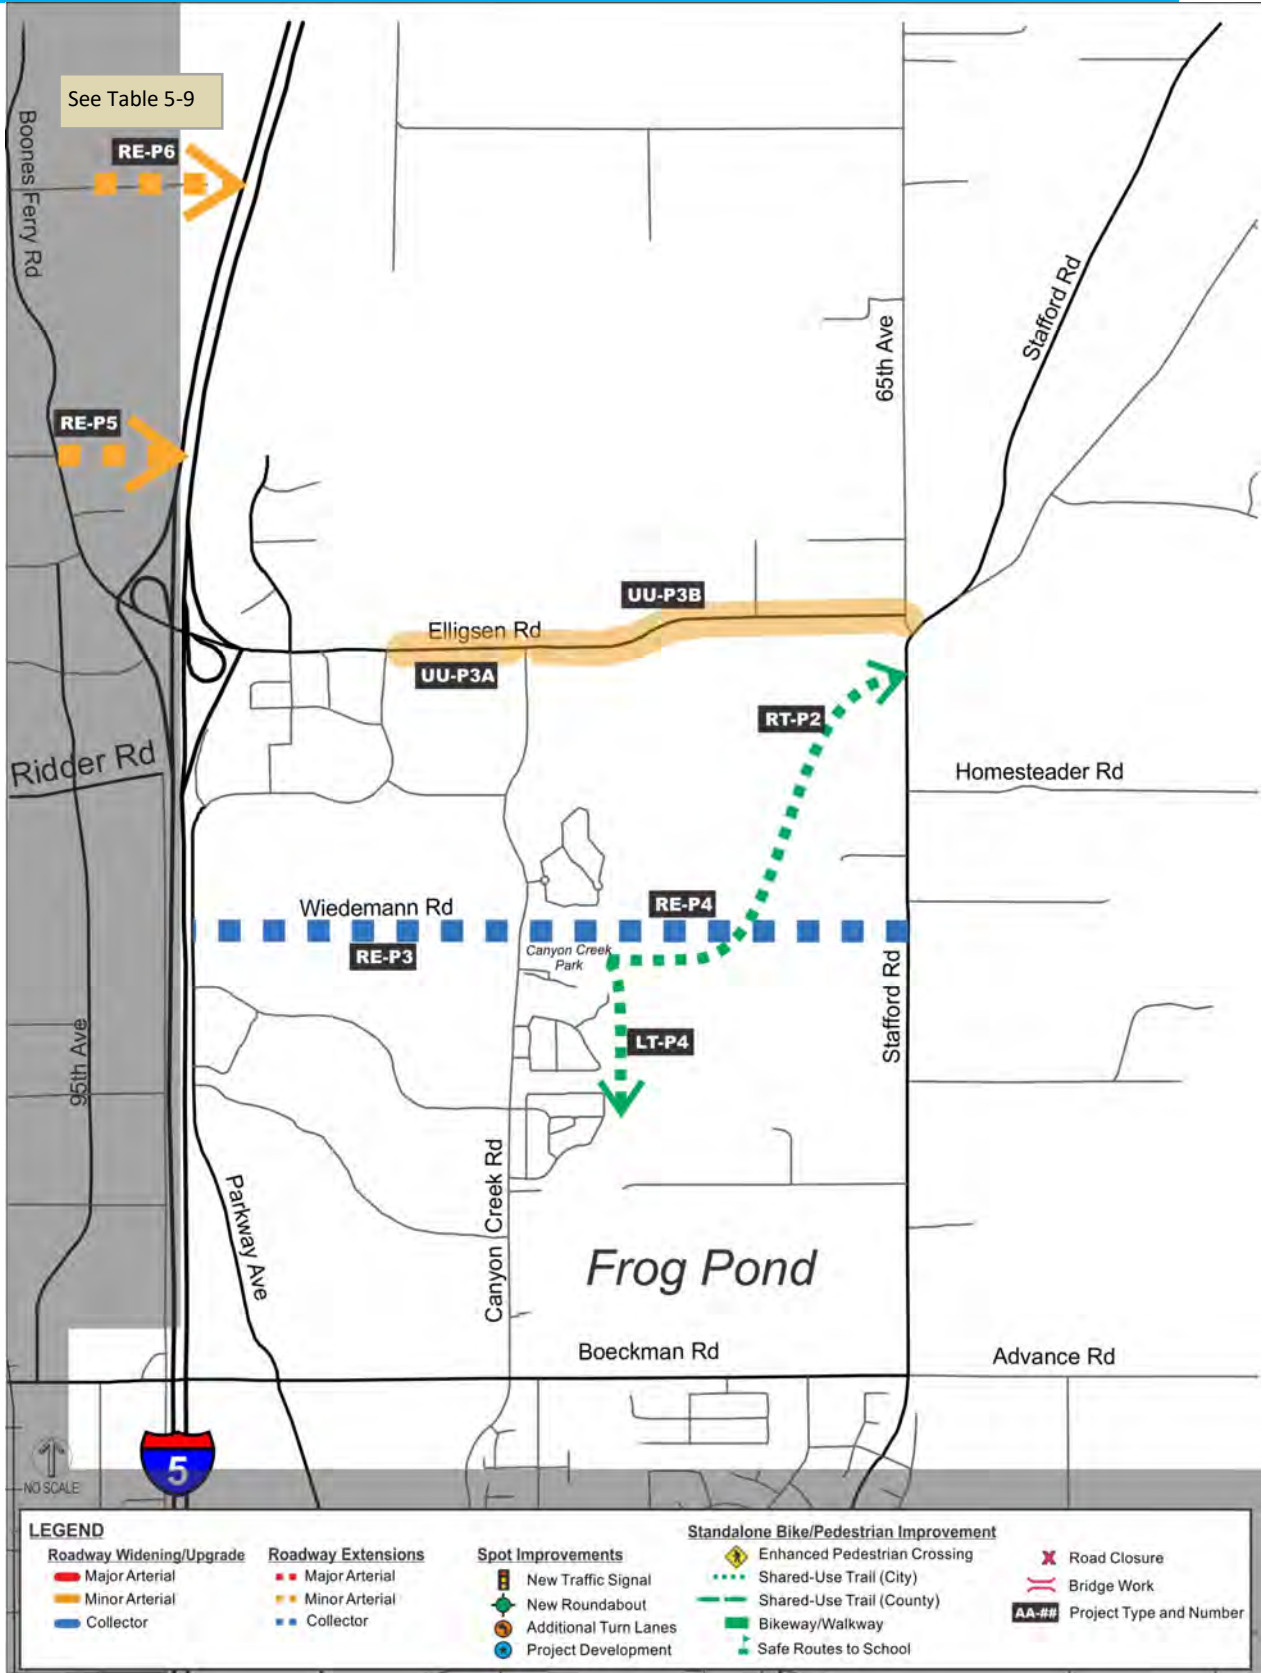 See Table 5-9
RE-P6
Boones Ferry Rd
Stafford Rd
65th Ave
RE-P5
UU-P3B
Elligsen Rd
UU-P3A
RT-P2
Ridder Rd
Homesteader Rd
Wiedemann Rd
RE-P4
RE-P3
Canyon Creek
Park
Stafford Rd
95th Ave
LT-P4
Parkway Ave
Canyon Creek Rd
Frog Pond
Boeckman Rd
Advance Rd
5
NO SCALE
LEGEND
Roadway Widening/Upgrade
Major Arterial
Minor Arterial
Collector
Roadway Extensions
Major Arterial
Minor Arterial
Collector
Spot Improvements
New Traffic Signal
New Roundabout
Additional Turn Lanes
Project Development
Standalone Bike/Pedestrian Improvement
Enhanced Pedestrian Crossing
Shared-Use Trail (City)
Shared-Use Trail (County)
Bikeway/Walkway
Safe Routes to School
Road Closure
Bridge Work
AA-## Project Type and Number